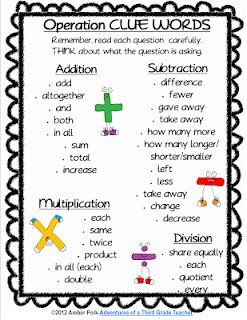 Operation CLUE WORDS
Remember, read each question carefully.
THINK about what the question is asking.
Addition
. add
. altogether
. and
. both
. in all
. sum
. total
. increase
Subtraction
. difference
. fewer
. gave away
. take away
. how many more
. how many longer/
shorter/smaller
. left
. less
. take away
. change
. decrease
Multiplication
. each
. same
. twice
. product
. in all (each)
. double
Division
. share equally
. each
. quotient
. every
©2012 Amber Polk-Adventures of a Third Grade Teacher